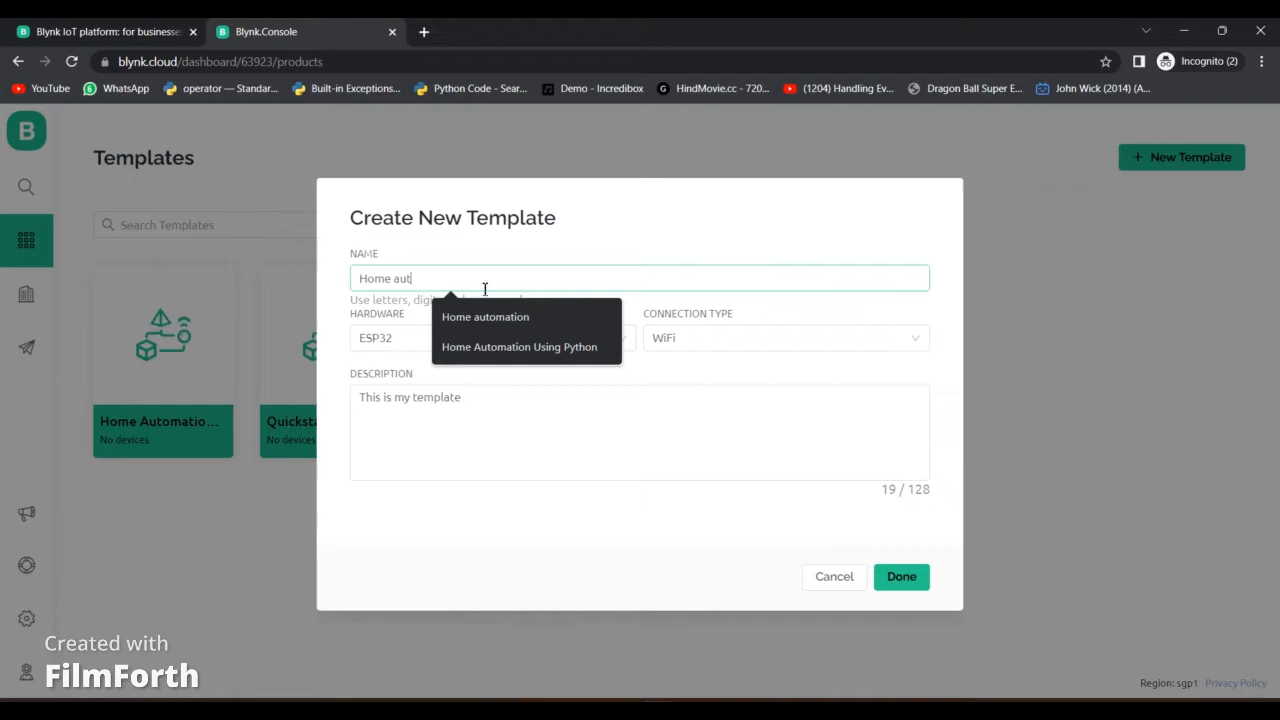 Blynk IoT platform: for businesse
Blynk.Console
blynk.cloud/dashboard/63923/products
Incognito (2)
YouTube
WhatsApp
operator — Standar...
Built-in Exceptions...
Python Code - Sear...
Demo - Incredibox
HindMovie.cc - 720...
(1204) Handling Ev...
Dragon Ball Super E...
John Wick (2014) (A...
B
Templates
+ New Template
Search Templates
Create New Template
NAME
Home aut
Use letters, digi
Home automation
Home Automation Using Python
HARDWARE
CONNECTION TYPE
ESP32
WiFi
DESCRIPTION
This is my template
19 / 128
Home Automatio...
No devices
Quicksta
No devices
Cancel
Done
Created with
FilmForth
Region: sgp1 Privacy Policy